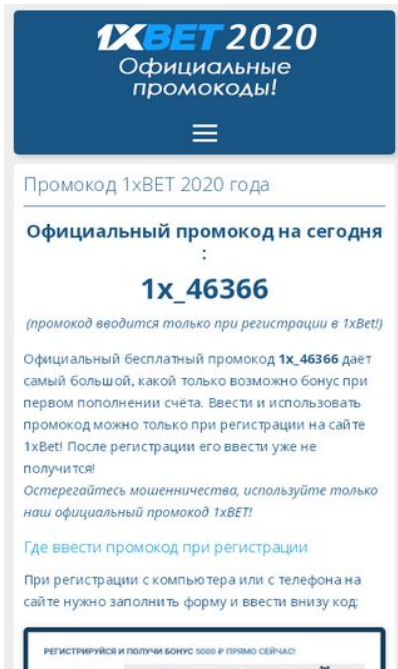 1XBET 2020
Официальные
промокоды!
Промокод 1xBET 2020 года
Официальный промокод на сегодня
:
1x_46366
(промокод вводится только при регистрации в 1xBet!)
Официальный бесплатный промокод 1x_46366 даёт
самый большой, какой только возможно бонус при
первом пополнении счёта. Ввести и использовать
промокод можно только при регистрации на сайте
1xBet! После регистрации его ввести уже не
получится!
Остерегайтесь мошенничества, используйте только
наш официальный промокод 1xBET!
Где ввести промокод при регистрации
При регистрации с компьютера или с телефона на
сайте нужно заполнить форму и ввести внизу код:
РЕГИСТРИРУЙСЯ И ПОЛУЧИ БОНУС 5000 ₽ ПРЯМО СЕЙЧАС!